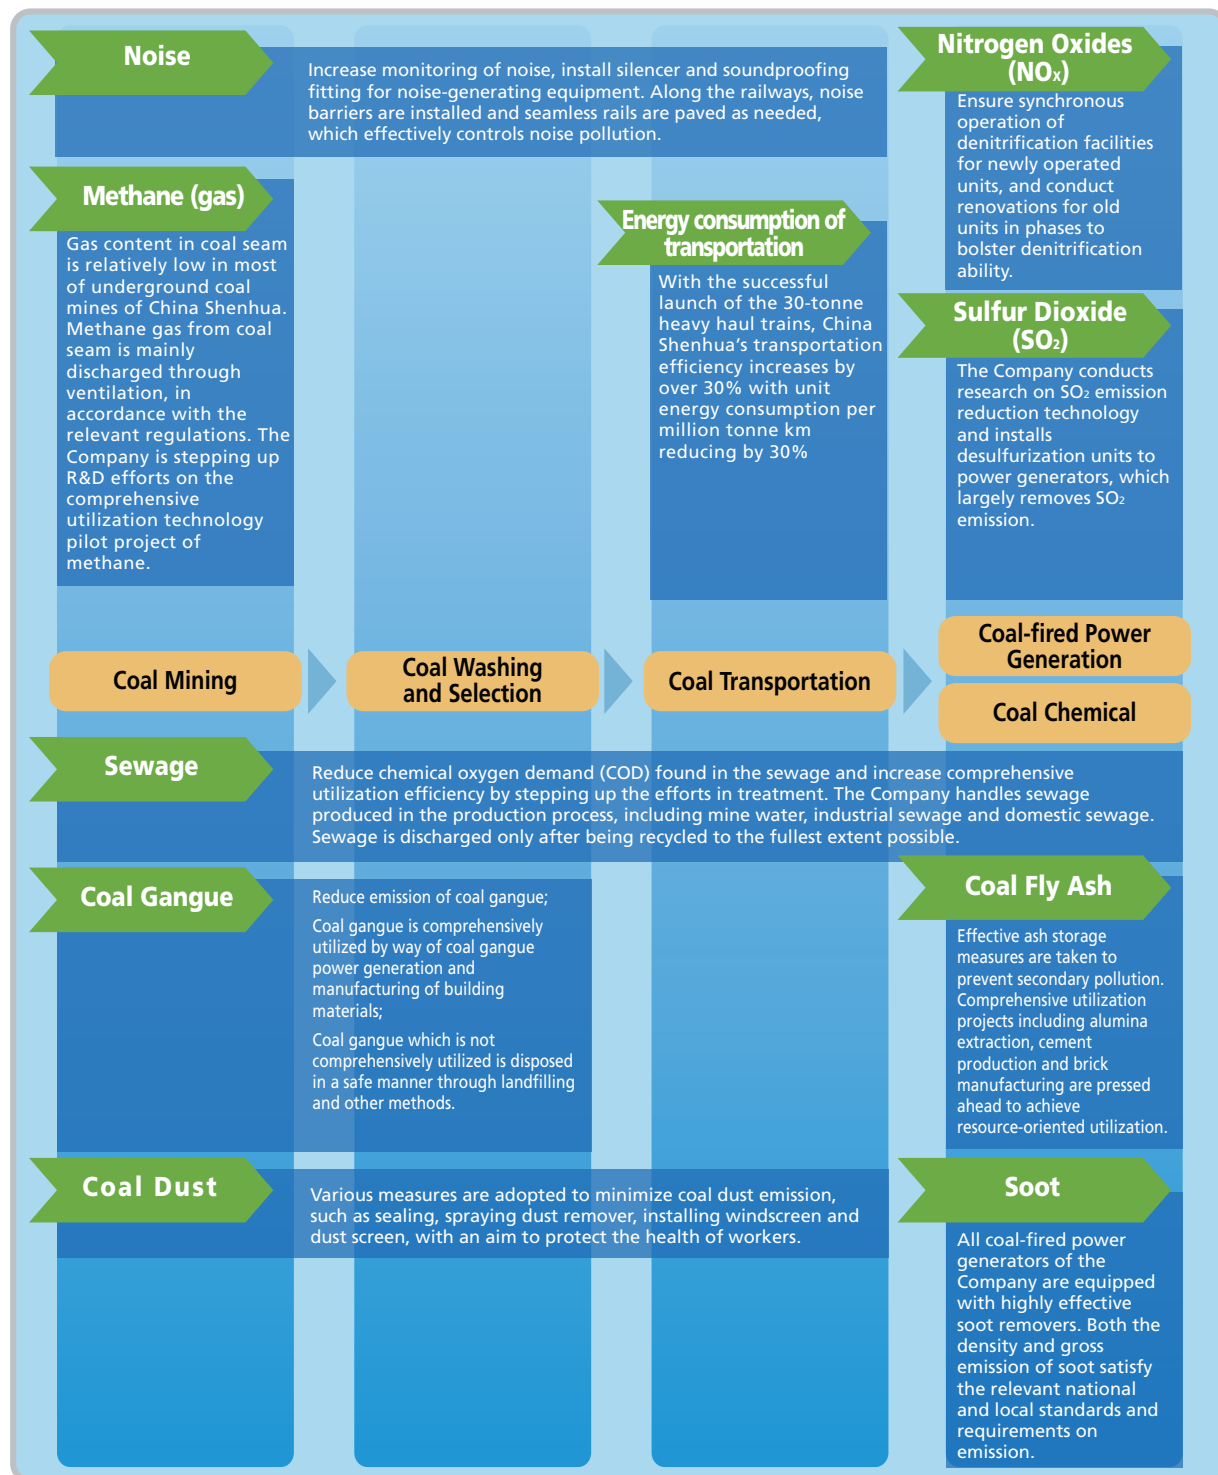 Noise
Increase monitoring of noise, install silencer and soundproofing
fitting for noise-generating equipment. Along the railways, noise
barriers are installed and seamless rails are paved as needed,
which effectively controls noise pollution.
Nitrogen Oxides
(NOx)
Ensure synchronous
operation of
denitrification facilities
for newly operated
units, and conduct
renovations for old
units in phases to
bolster denitrification
ability.
Methane (gas)
Gas content in coal seam
is relatively low in most
of underground coal
mines of China Shenhua.
Methane gas from coal
seam is mainly
discharged through
ventilation, in
accordance with the
relevant regulations. The
Company is stepping up
R&D efforts on the
comprehensive
utilization technology
pilot project of
methane.
Energy consumption of
transportation
With the successful
launch of the 30-tonne
heavy haul trains, China
Shenhua's transportation
efficiency increases by
over 30% with unit
energy consumption per
million tonne km
reducing by 30%
Sulfur Dioxide
(SO₂)
The Company conducts
research on SO₂ emission
reduction technology
and installs
desulfurization units to
power generators, which
largely removes SO₂
emission.
Coal Mining
Coal Washing
and Selection
Coal Transportation
Coal-fired Power
Generation
Coal Chemical
Sewage
Reduce chemical oxygen demand (COD) found in the sewage and increase comprehensive
utilization efficiency by stepping up the efforts in treatment. The Company handles sewage
produced in the production process, including mine water, industrial sewage and domestic sewage.
Sewage is discharged only after being recycled to the fullest extent possible.
Coal Gangue
Reduce emission of coal gangue;
Coal gangue is comprehensively
utilized by way of coal gangue
power generation and
manufacturing of building
materials;
Coal gangue which is not
comprehensively utilized is disposed
in a safe manner through landfilling
and other methods.
Coal Fly Ash
Effective ash storage
measures are taken to
prevent secondary pollution.
Comprehensive utilization
projects including alumina
extraction, cement
production and brick
manufacturing are pressed
ahead to achieve
resource-oriented utilization.
Coal Dust
Various measures are adopted to minimize coal dust emission,
such as sealing, spraying dust remover, installing windscreen and
dust screen, with an aim to protect the health of workers.
Soot
All coal-fired power
generators of the
Company are equipped
with highly effective
soot removers. Both the
density and gross
emission of soot satisfy
the relevant national
and local standards and
requirements on
emission.